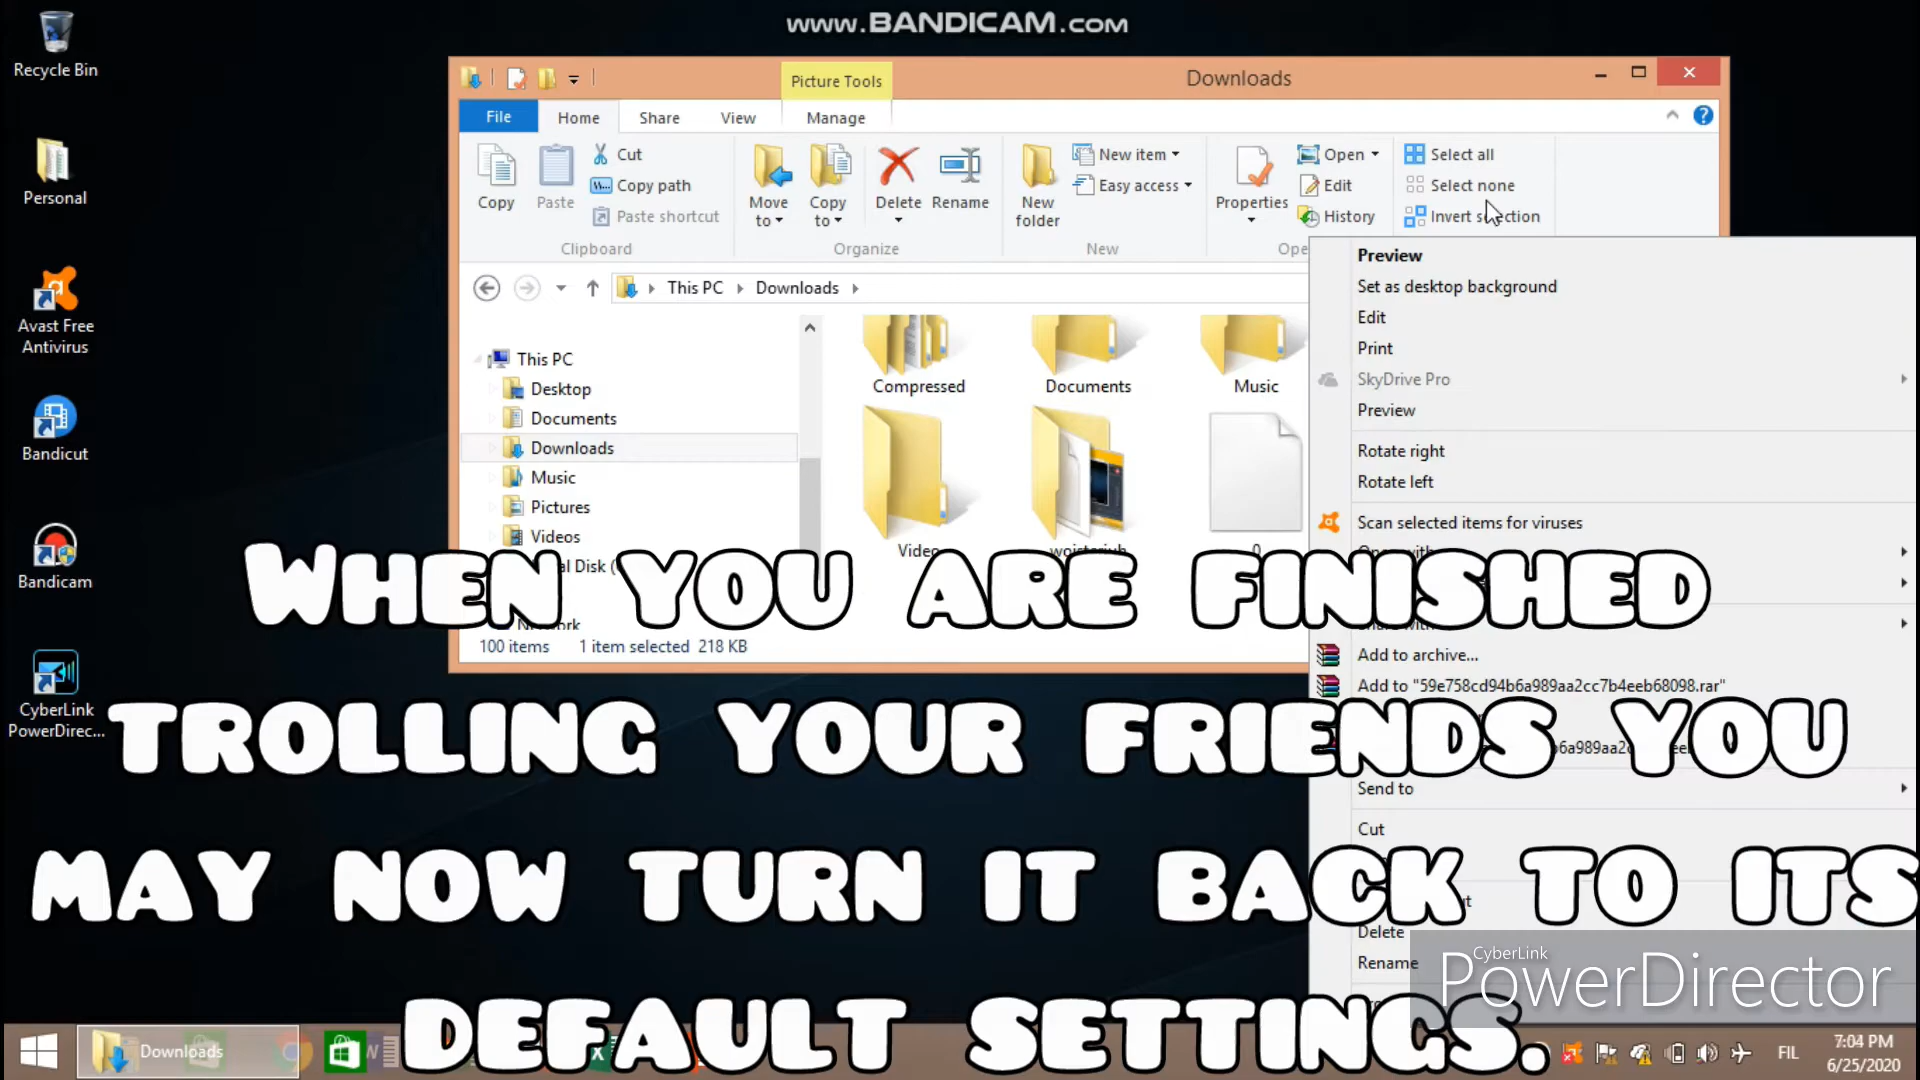 www.BANDICAM.com
Recycle Bin
Personal
Avast Free
Antivirus
Bandicut
Bandicam
CyberLink
PowerDirec...
Picture Tools
Downloads
File
Home
Share
View
Manage
Copy
Paste
Cut
Copy path
Paste shortcut
Clipboard
Move
to
Copy
to
Delete
Rename
Organize
New
folder
New item
Easy access
New
Properties
Open
Edit
History
Select all
Select none
Invert selection
This PC
Downloads
This PC
Desktop
Documents
Downloads
Music
Pictures
Videos
Compressed
Documents
Music
100 items
1 item selected 218 KB
Preview
Set as desktop background
Edit
Print
SkyDrive Pro
Preview
Rotate right
Rotate left
Scan selected items for viruses
Add to archive...
Add to "59e758cd94b6a989aa2cc7b4eeb68098.rar"
Send to
Cut
Delete
Rename
When you are finished
trolling your friends you
may now turn it back to its
default settings.
CyberLink
PowerDirector
Downloads
FIL
7:04 PM
6/25/2020